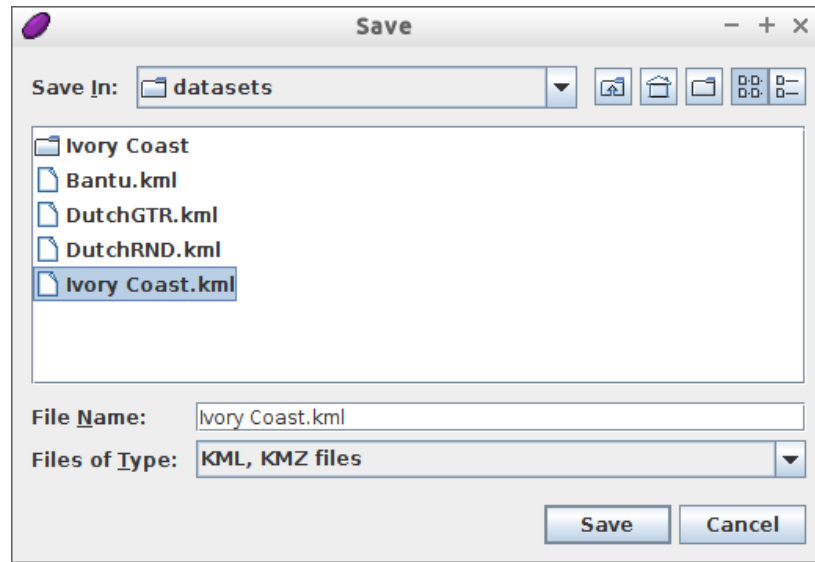 Save
Save In: datasets
Ivory Coast
Bantu.kml
DutchGTR.kml
DutchRND.kml
Ivory Coast.kml
File Name: Ivory Coast.kml
Files of Type: KML, KMZ files
Save Cancel